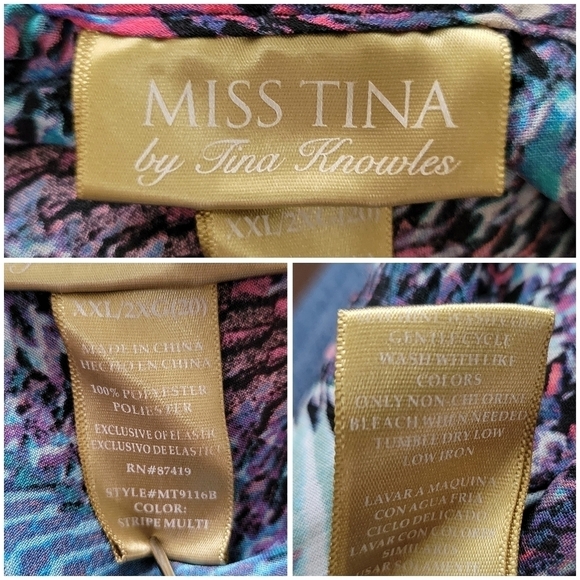 MISS TINA
by Tina Knowles
XXL/2XG(20)
MADE IN CHINA
HECHO EN CHINA
100% POLYESTER
POLIESTER
EXCLUSIVE OF ELASTIC
EXCLUSIVO DE ELASTIC
RN#87419
STYLE#MT9116B
COLOR:
STRIPE MULTI
GENTLE CYCLE
WASH WITH LIKE
COLORS
ONLY NON-CHLORINE
BLEACH WHEN NEEDED
TUMBLE DRY LOW
LOW IRON
LAVAR A MAQUINA
CON AGUA FRIA
CICLO DELICADO
LAVAR CON COLORES
SIMILARES